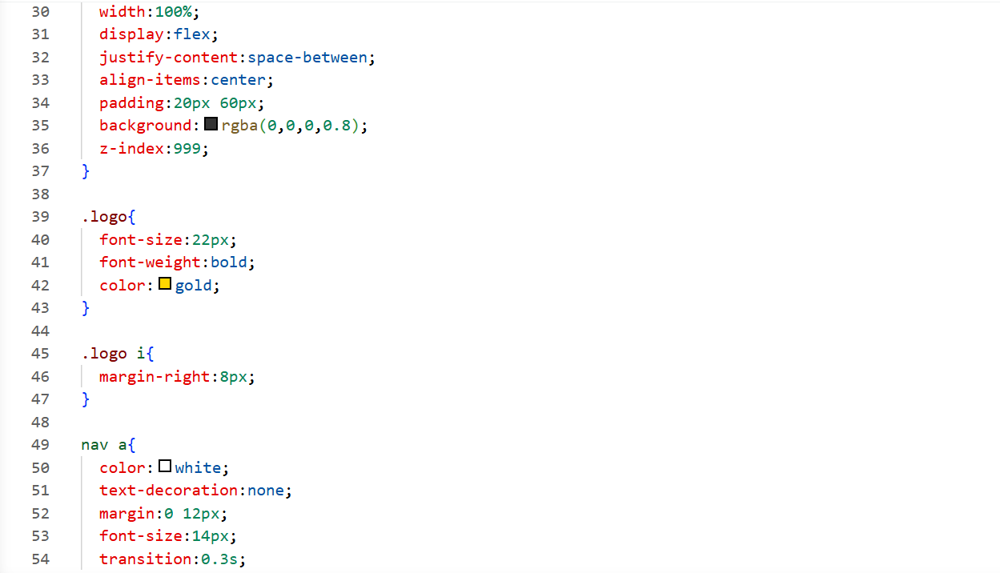 30 width:100%;
31 display:flex;
32 justify-content:space-between;
33 align-items:center;
34 padding:20px 60px;
35 background:rgba(0,0,0,0.8);
36 z-index:999;
37 }
38
39 .logo{
40 font-size:22px;
41 font-weight:bold;
42 color:gold;
43 }
44
45 .logo i{
46 margin-right:8px;
47 }
48
49 nav a{
50 color:white;
51 text-decoration:none;
52 margin:0 12px;
53 font-size:14px;
54 transition:0.3s;